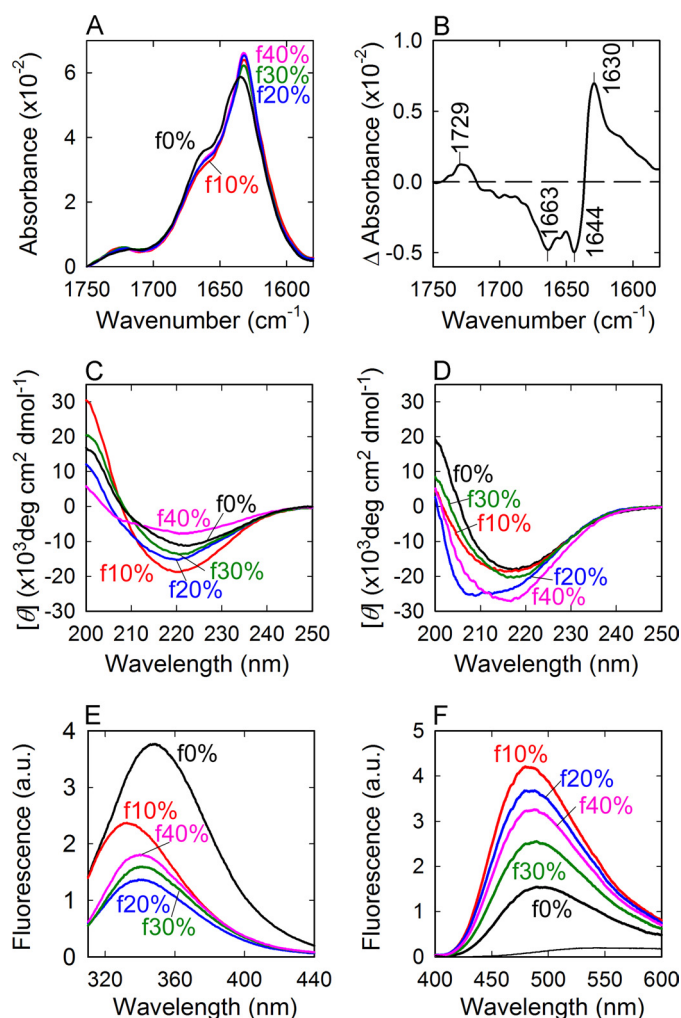 A
Absorbance (x10-2)
6
4
2
0
f40%
f30%
f20%
f0%
f10%
1750 1700 1650 1600
Wavenumber (cm-1)
B
Δ Absorbance (x10-2)
1.0
0.5
0.0
-0.5
1729
1663
1644
1630
1750 1700 1650 1600
Wavenumber (cm-1)
C
[θ] (x10³deg cm² dmol-1)
30
20
10
0
-10
-20
-30
f40%
f0%
f10%
f30%
f20%
200 210 220 230 240 250
Wavelength (nm)
D
[θ] (x10³deg cm² dmol-1)
30
20
10
0
-10
-20
-30
f0%
f30%
f10%
f20%
f40%
200 210 220 230 240 250
Wavelength (nm)
E
Fluorescence (a.u.)
4
3
2
1
0
f0%
f10%
f40%
f20%
f30%
320 360 400 440
Wavelength (nm)
F
Fluorescence (a.u.)
5
4
3
2
1
0
f10%
f20%
f40%
f30%
f0%
400 450 500 550 600
Wavelength (nm)